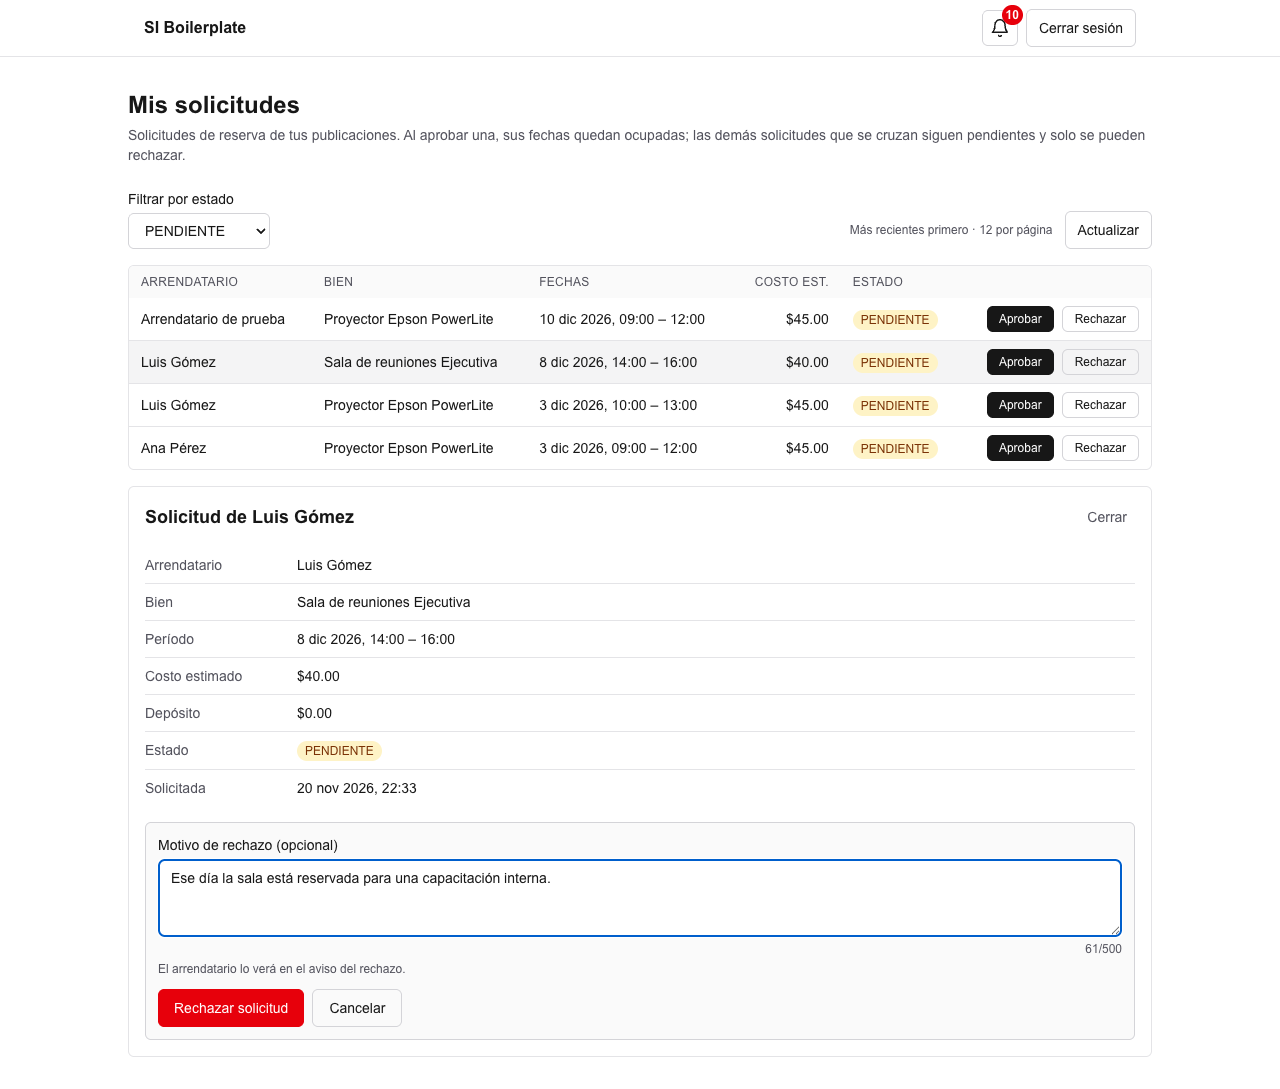 SI Boilerplate
10
Cerrar sesión
Mis solicitudes
Solicitudes de reserva de tus publicaciones. Al aprobar una, sus fechas quedan ocupadas; las demás solicitudes que se cruzan siguen pendientes y solo se pueden
rechazar.
Filtrar por estado
PENDIENTE
Más recientes primero · 12 por página
Actualizar
ARRENDATARIO BIEN FECHAS COSTO EST. ESTADO
Arrendatario de prueba Proyector Epson PowerLite 10 dic 2026, 09:00 – 12:00 $45.00 PENDIENTE Aprobar Rechazar
Luis Gómez Sala de reuniones Ejecutiva 8 dic 2026, 14:00 – 16:00 $40.00 PENDIENTE Aprobar Rechazar
Luis Gómez Proyector Epson PowerLite 3 dic 2026, 10:00 – 13:00 $45.00 PENDIENTE Aprobar Rechazar
Ana Pérez Proyector Epson PowerLite 3 dic 2026, 09:00 – 12:00 $45.00 PENDIENTE Aprobar Rechazar
Solicitud de Luis Gómez
Cerrar
Arrendatario Luis Gómez
Bien Sala de reuniones Ejecutiva
Período 8 dic 2026, 14:00 – 16:00
Costo estimado $40.00
Depósito $0.00
Estado PENDIENTE
Solicitada 20 nov 2026, 22:33
Motivo de rechazo (opcional)
Ese día la sala está reservada para una capacitación interna.
61/500
El arrendatario lo verá en el aviso del rechazo.
Rechazar solicitud
Cancelar